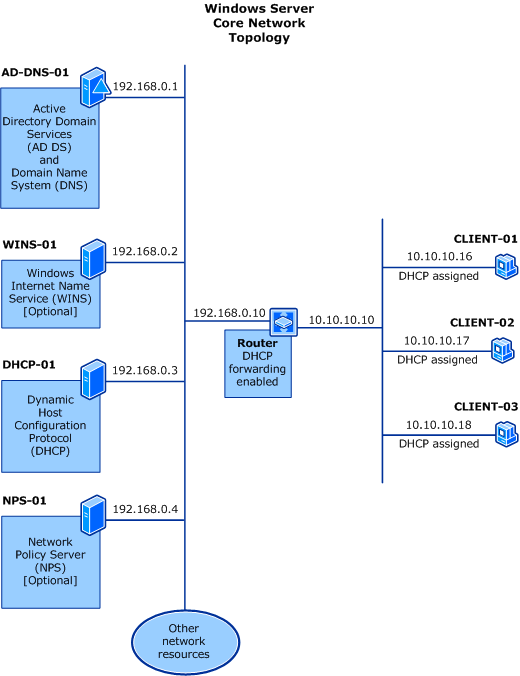 Windows Server
Core Network
Topology
AD-DNS-01
192.168.0.1
Active
Directory Domain
Services
(AD DS)
and
Domain Name
System (DNS)
WINS-01
192.168.0.2
Windows
Internet Name
Service (WINS)
[Optional]
DHCP-01
192.168.0.3
Dynamic
Host
Configuration
Protocol
(DHCP)
NPS-01
192.168.0.4
Network
Policy Server
(NPS)
[Optional]
Other
network
resources
192.168.0.10
10.10.10.10
Router
DHCP
forwarding
enabled
CLIENT-01
10.10.10.16
DHCP assigned
CLIENT-02
10.10.10.17
DHCP assigned
CLIENT-03
10.10.10.18
DHCP assigned